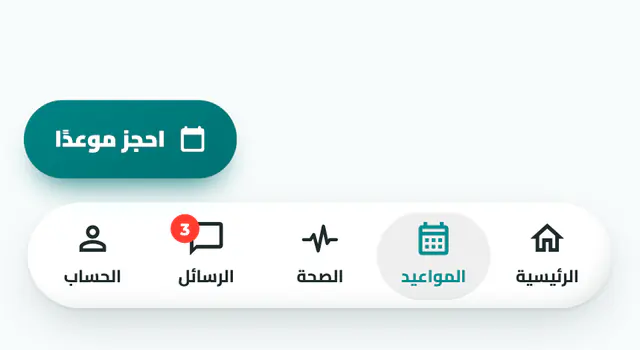 احجز موعدًا
الرئيسية
المواعيد
الصحة
3
الرسائل
الحساب